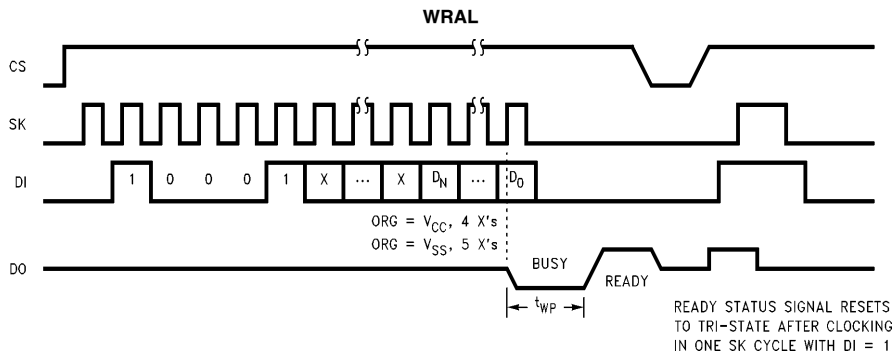 WRAL
CS
SK
DI 1 0 0 0 1 X ... X D_N ... D_0
ORG = V_CC, 4 X's
ORG = V_SS, 5 X's
DO
BUSY
READY
t_WP
READY STATUS SIGNAL RESETS
TO TRI-STATE AFTER CLOCKING
IN ONE SK CYCLE WITH DI = 1